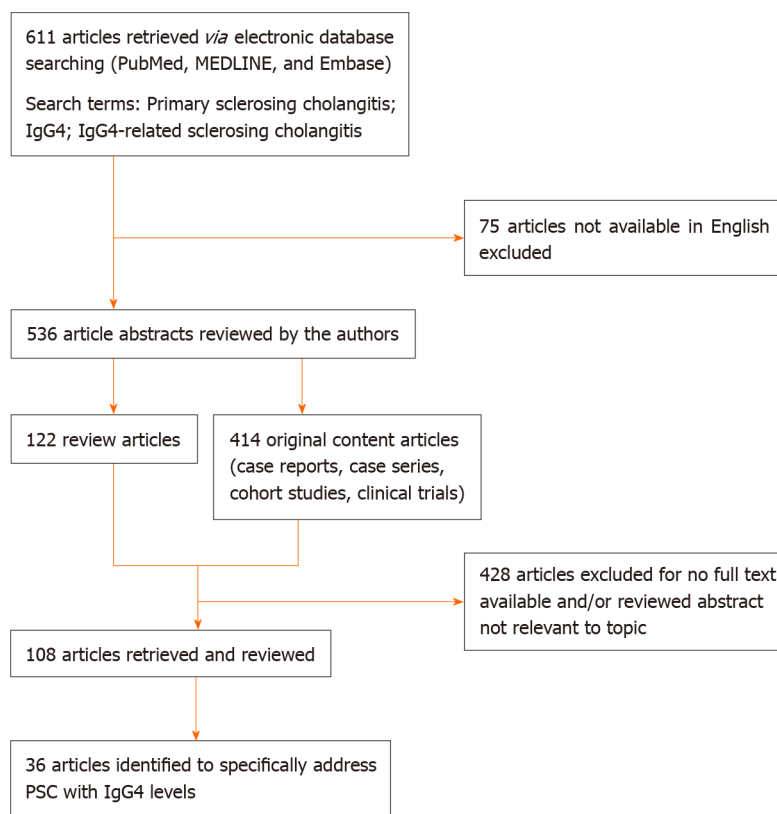 611 articles retrieved via electronic database
searching (PubMed, MEDLINE, and Embase)
Search terms: Primary sclerosing cholangitis;
IgG4; IgG4-related sclerosing cholangitis
75 articles not available in English
excluded
536 article abstracts reviewed by the authors
122 review articles
414 original content articles
(case reports, case series,
cohort studies, clinical trials)
428 articles excluded for no full text
available and/or reviewed abstract
not relevant to topic
108 articles retrieved and reviewed
36 articles identified to specifically address
PSC with IgG4 levels